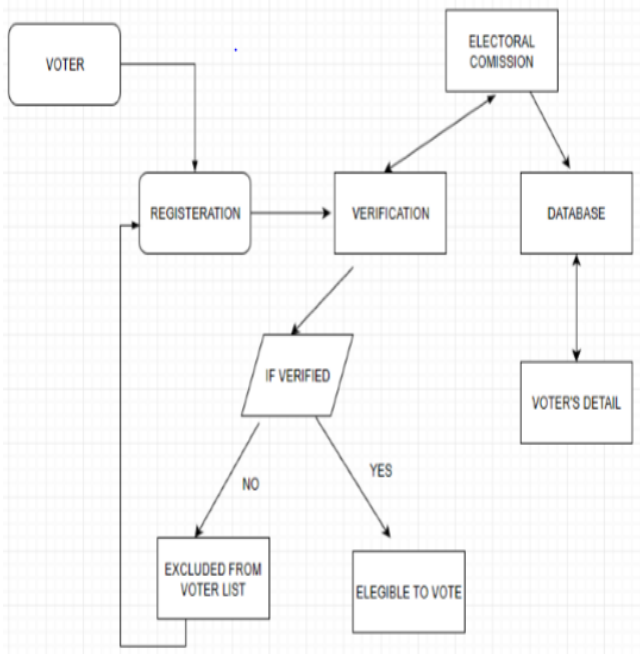 VOTER
ELECTORAL
COMISSION
REGISTERATION
VERIFICATION
DATABASE
IF VERIFIED
VOTER'S DETAIL
NO
YES
EXCLUDED FROM
VOTER LIST
ELEGIBLE TO VOTE